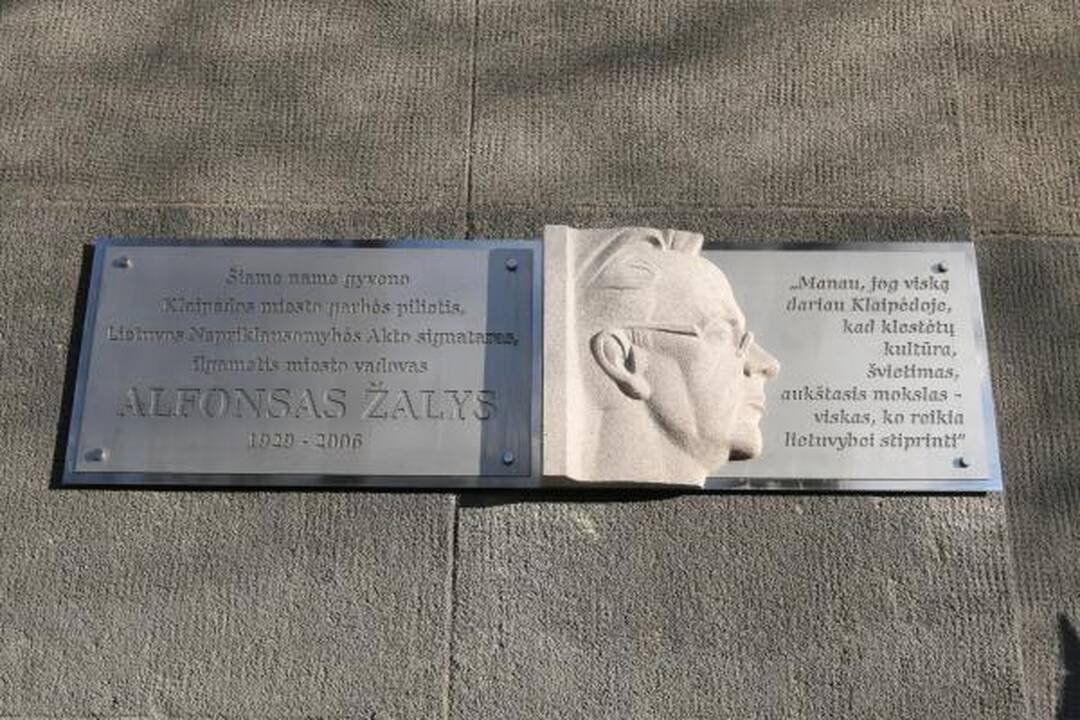 Šiame name gyveno
Klaipėdos miesto garbės pilietis,
Lietuvos Nepriklausomybės Akto signataras,
ilgametis miesto vadovas
ALFONSAS ŽALYS
1929 - 2006
„Manau, jog viską
dariau Klaipėdoje,
kad klostėtų
kultūra,
švietimas,
aukštasis mokslas -
viskas, ko reikia
lietuvybei stiprinti"